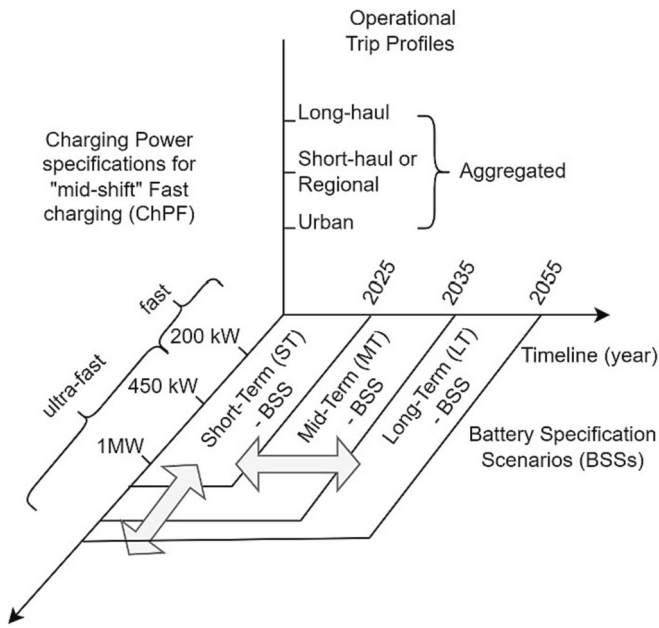 Operational
Trip Profiles
Long-haul
Short-haul or
Regional
Urban
Aggregated
Charging Power
specifications for
"mid-shift" Fast
charging (ChPF)
fast
ultra-fast
200 kW
450 kW
1MW
2025
2035
2055
Timeline (year)
Short-Term (ST)
- BSS
Mid-Term (MT)
- BSS
Long-Term (LT)
- BSS
Battery Specification
Scenarios (BSSs)